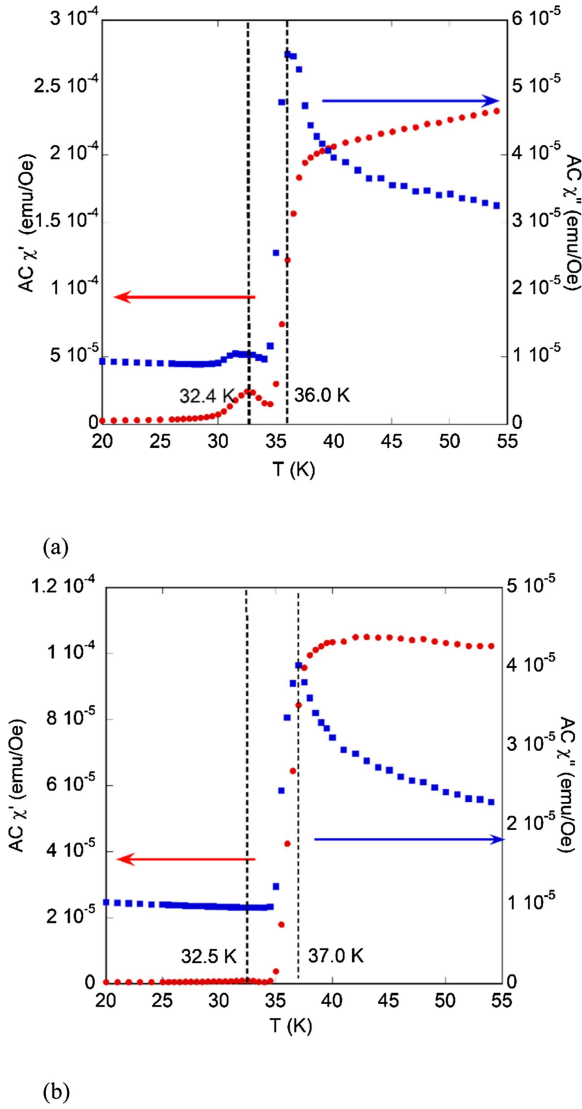 3 10⁻⁴
2.5 10⁻⁴
2 10⁻⁴
1.5 10⁻⁴
1 10⁻⁴
5 10⁻⁵
0
AC χ' (emu/Oe)
6 10⁻⁵
5 10⁻⁵
4 10⁻⁵
3 10⁻⁵
2 10⁻⁵
1 10⁻⁵
0
AC χ" (emu/Oe)
32.4 K
36.0 K
20 25 30 35 40 45 50 55
T (K)
(a)
1.2 10⁻⁴
1 10⁻⁴
8 10⁻⁵
6 10⁻⁵
4 10⁻⁵
2 10⁻⁵
0
AC χ' (emu/Oe)
5 10⁻⁵
4 10⁻⁵
3 10⁻⁵
2 10⁻⁵
1 10⁻⁵
0
AC χ" (emu/Oe)
32.5 K
37.0 K
20 25 30 35 40 45 50 55
T (K)
(b)